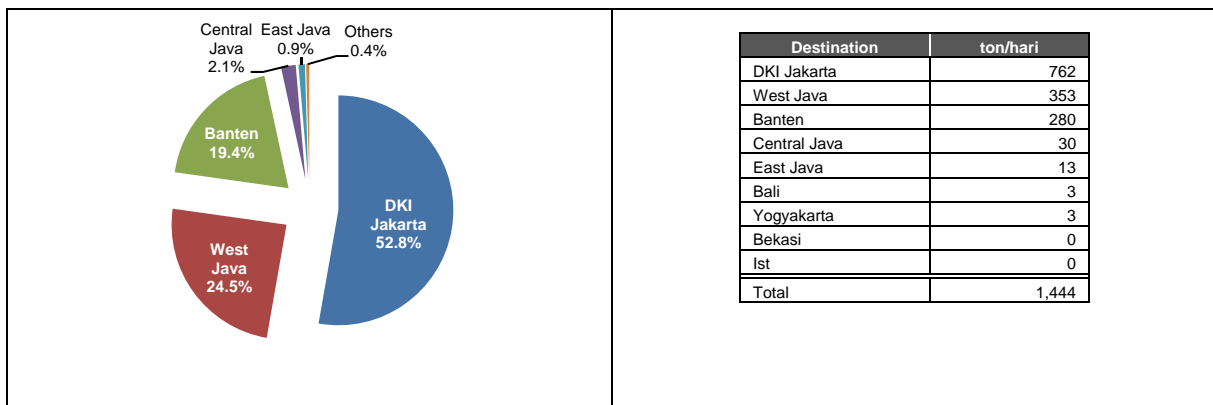 Central Java 2.1%
East Java 0.9%
Others 0.4%
Banten 19.4%
DKI Jakarta 52.8%
West Java 24.5%
Destination ton/hari
DKI Jakarta 762
West Java 353
Banten 280
Central Java 30
East Java 13
Bali 3
Yogyakarta 3
Bekasi 0
Ist 0
Total 1,444